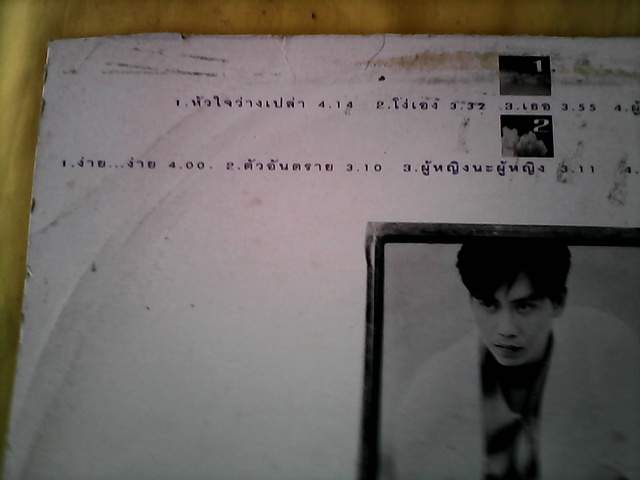 1
1.หัวใจว่างเปล่า 4.14 2.โง่เอง 3.32 3.เธอ 3.55 4.ผู้
2
1.ง่าย...ง่าย 4.00. 2.ตัวอันตราย 3.10 3.ผู้หญิงนะผู้หญิง 3.11 4.